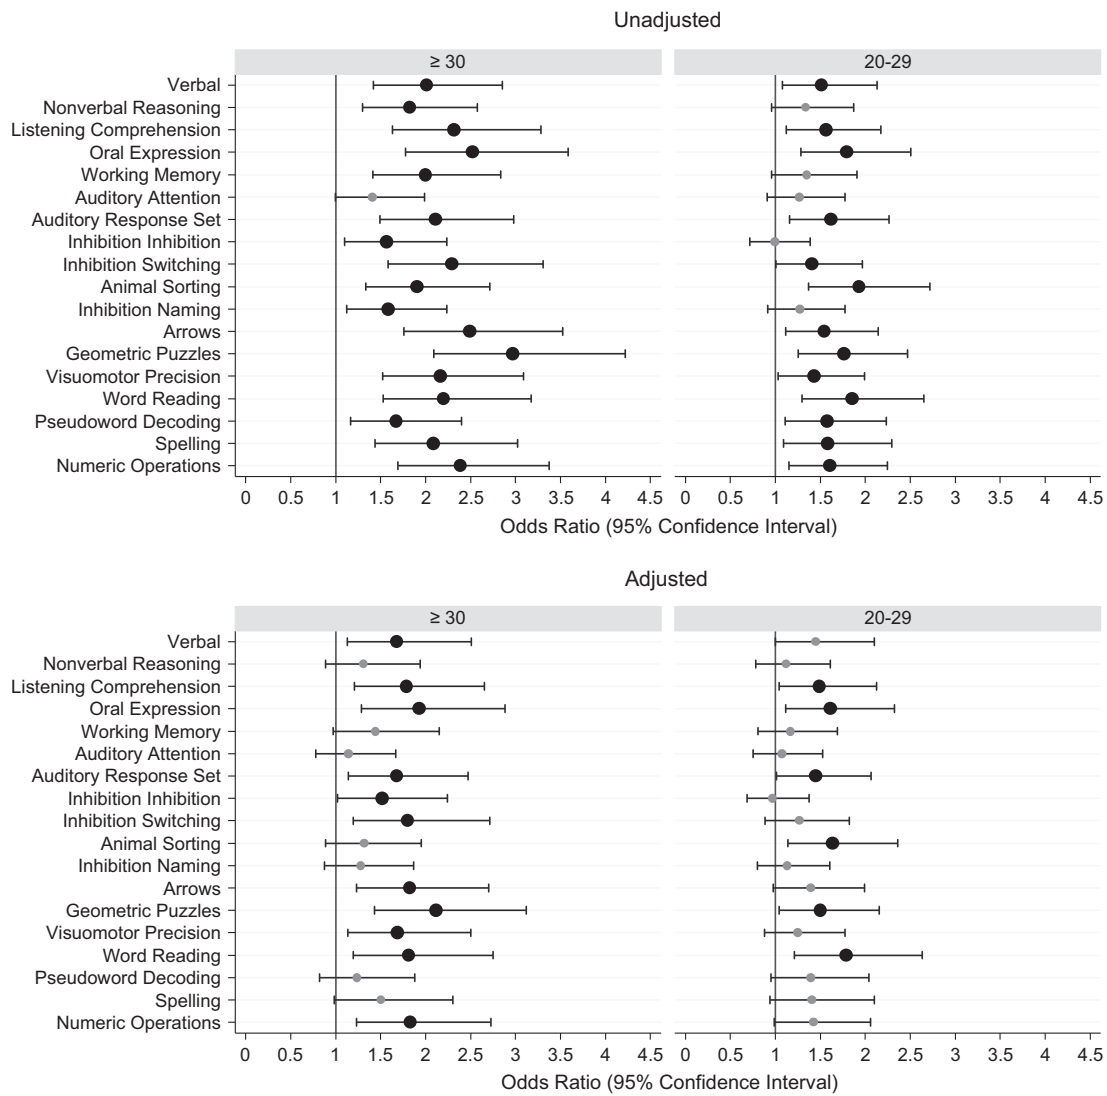 Unadjusted
≥ 30 20-29
Verbal
Nonverbal Reasoning
Listening Comprehension
Oral Expression
Working Memory
Auditory Attention
Auditory Response Set
Inhibition Inhibition
Inhibition Switching
Animal Sorting
Inhibition Naming
Arrows
Geometric Puzzles
Visuomotor Precision
Word Reading
Pseudoword Decoding
Spelling
Numeric Operations
0 0.5 1 1.5 2 2.5 3 3.5 4 4.5 0 0.5 1 1.5 2 2.5 3 3.5 4 4.5
Odds Ratio (95% Confidence Interval)
Adjusted
≥ 30 20-29
Verbal
Nonverbal Reasoning
Listening Comprehension
Oral Expression
Working Memory
Auditory Attention
Auditory Response Set
Inhibition Inhibition
Inhibition Switching
Animal Sorting
Inhibition Naming
Arrows
Geometric Puzzles
Visuomotor Precision
Word Reading
Pseudoword Decoding
Spelling
Numeric Operations
0 0.5 1 1.5 2 2.5 3 3.5 4 4.5 0 0.5 1 1.5 2 2.5 3 3.5 4 4.5
Odds Ratio (95% Confidence Interval)